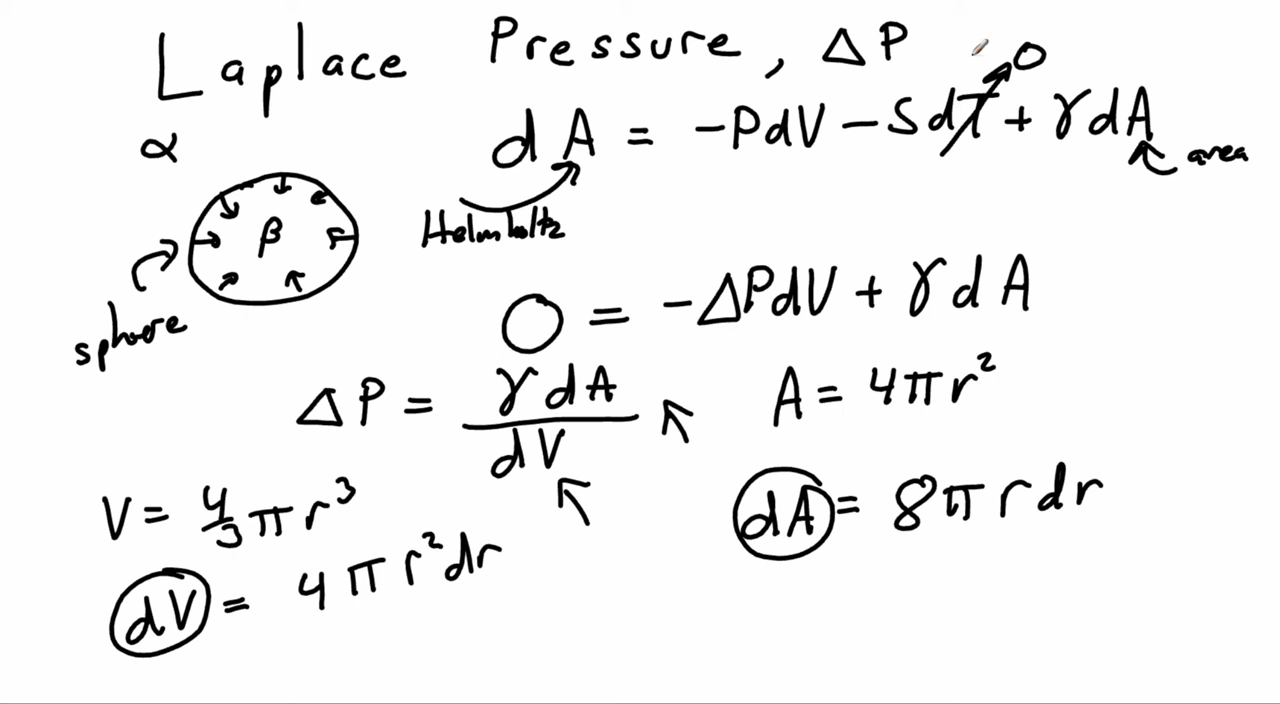 Laplace Pressure, ΔP
α
dA = -PdV - SdT + γdA
0
area
β
Helmholtz
sphere
0 = -ΔPdV + γdA
ΔP = γdA / dV
A = 4πr²
V = 4/3 πr³
dA = 8πrdr
dV = 4πr²dr